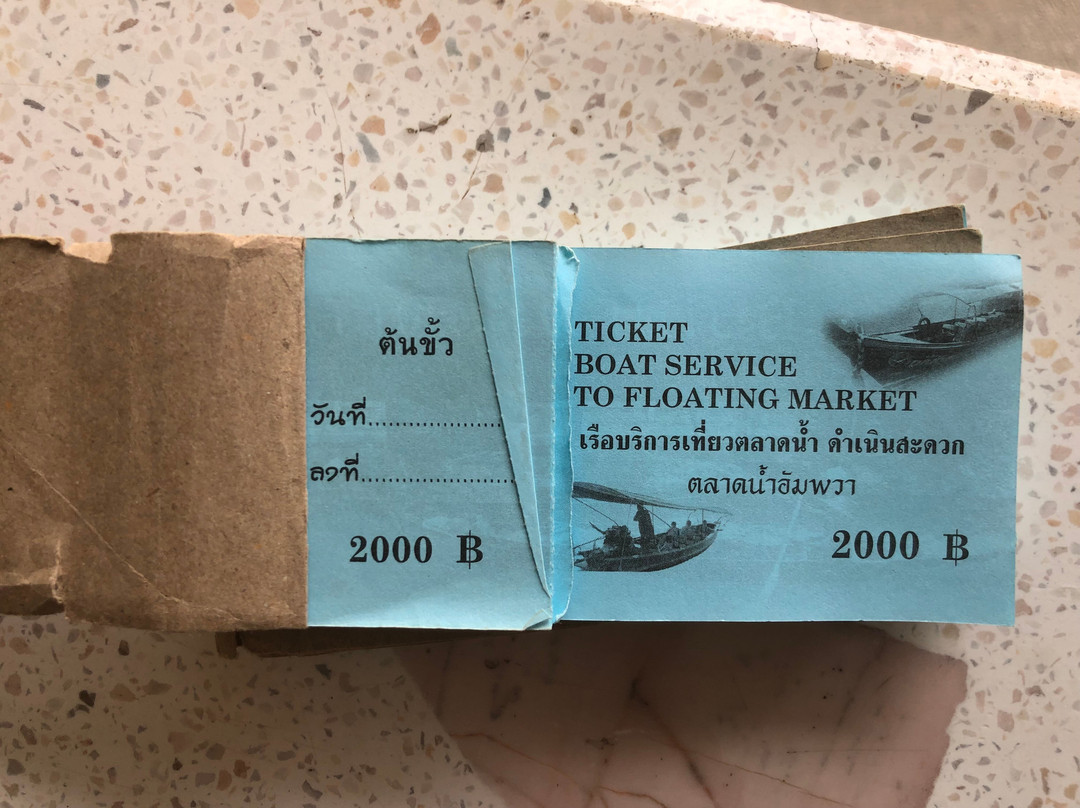 ต้นขั้ว
วันที่....................
ลงที่.......................
2000 ฿
TICKET
BOAT SERVICE
TO FLOATING MARKET
เรือบริการเที่ยวตลาดน้ำ ดำเนินสะดวก
ตลาดน้ำอัมพวา
2000 ฿